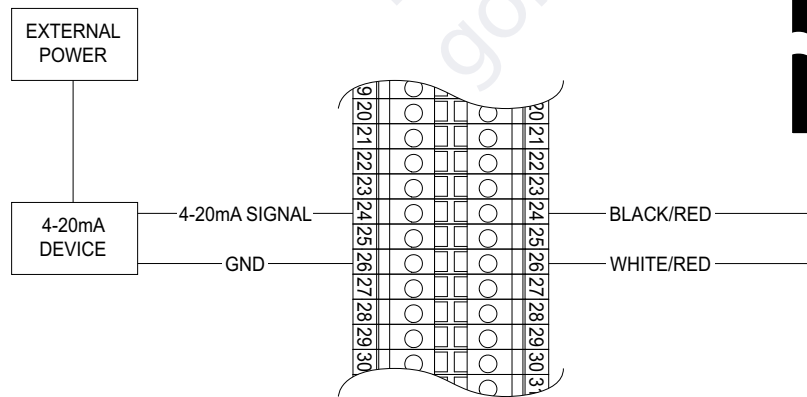 EXTERNAL
POWER
4-20mA
DEVICE
4-20mA SIGNAL
GND
20
21
22
23
24
25
26
27
28
29
30
20
21
22
23
24
25
26
27
28
29
30
BLACK/RED
WHITE/RED